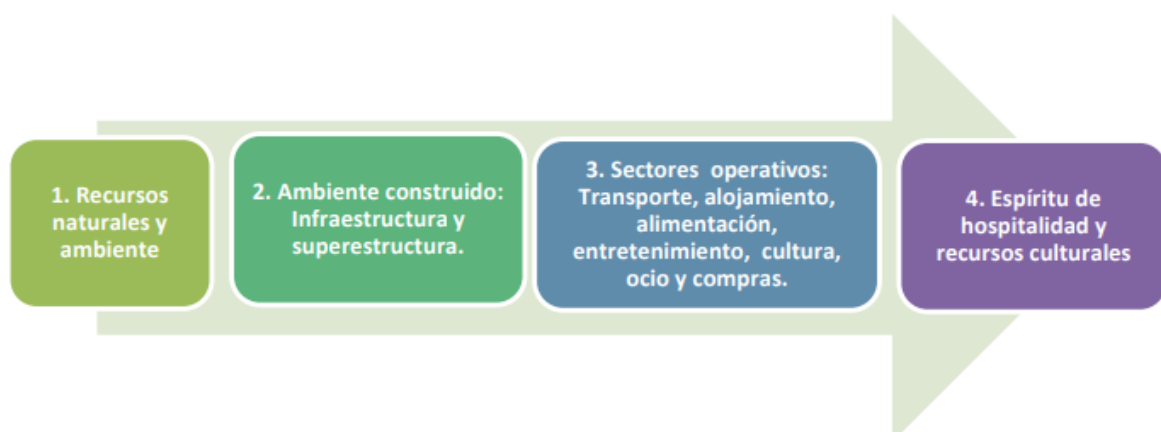 1. Recursos
naturales y
ambiente
2. Ambiente construido:
Infraestructura y
superestructura.
3. Sectores operativos:
Transporte, alojamiento,
alimentación,
entretenimiento, cultura,
ocio y compras.
4. Espíritu de
hospitalidad y
recursos culturales